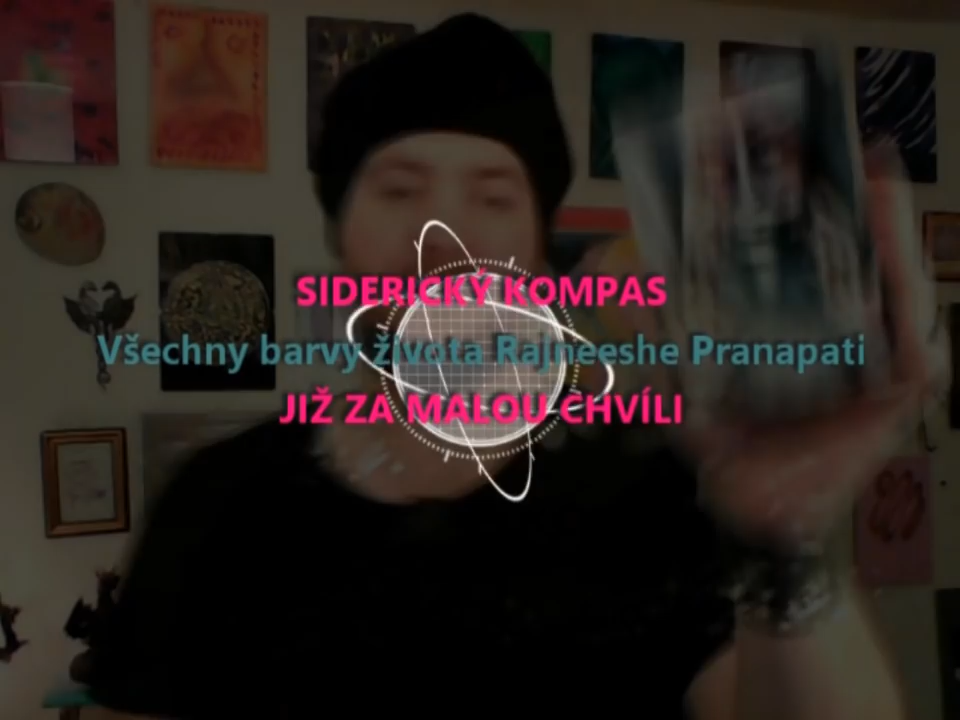 SIDERICKÝ KOMPAS
Všechny barvy života Rajneeshe Pranapati
JIŽ ZA MALOU CHVÍLI